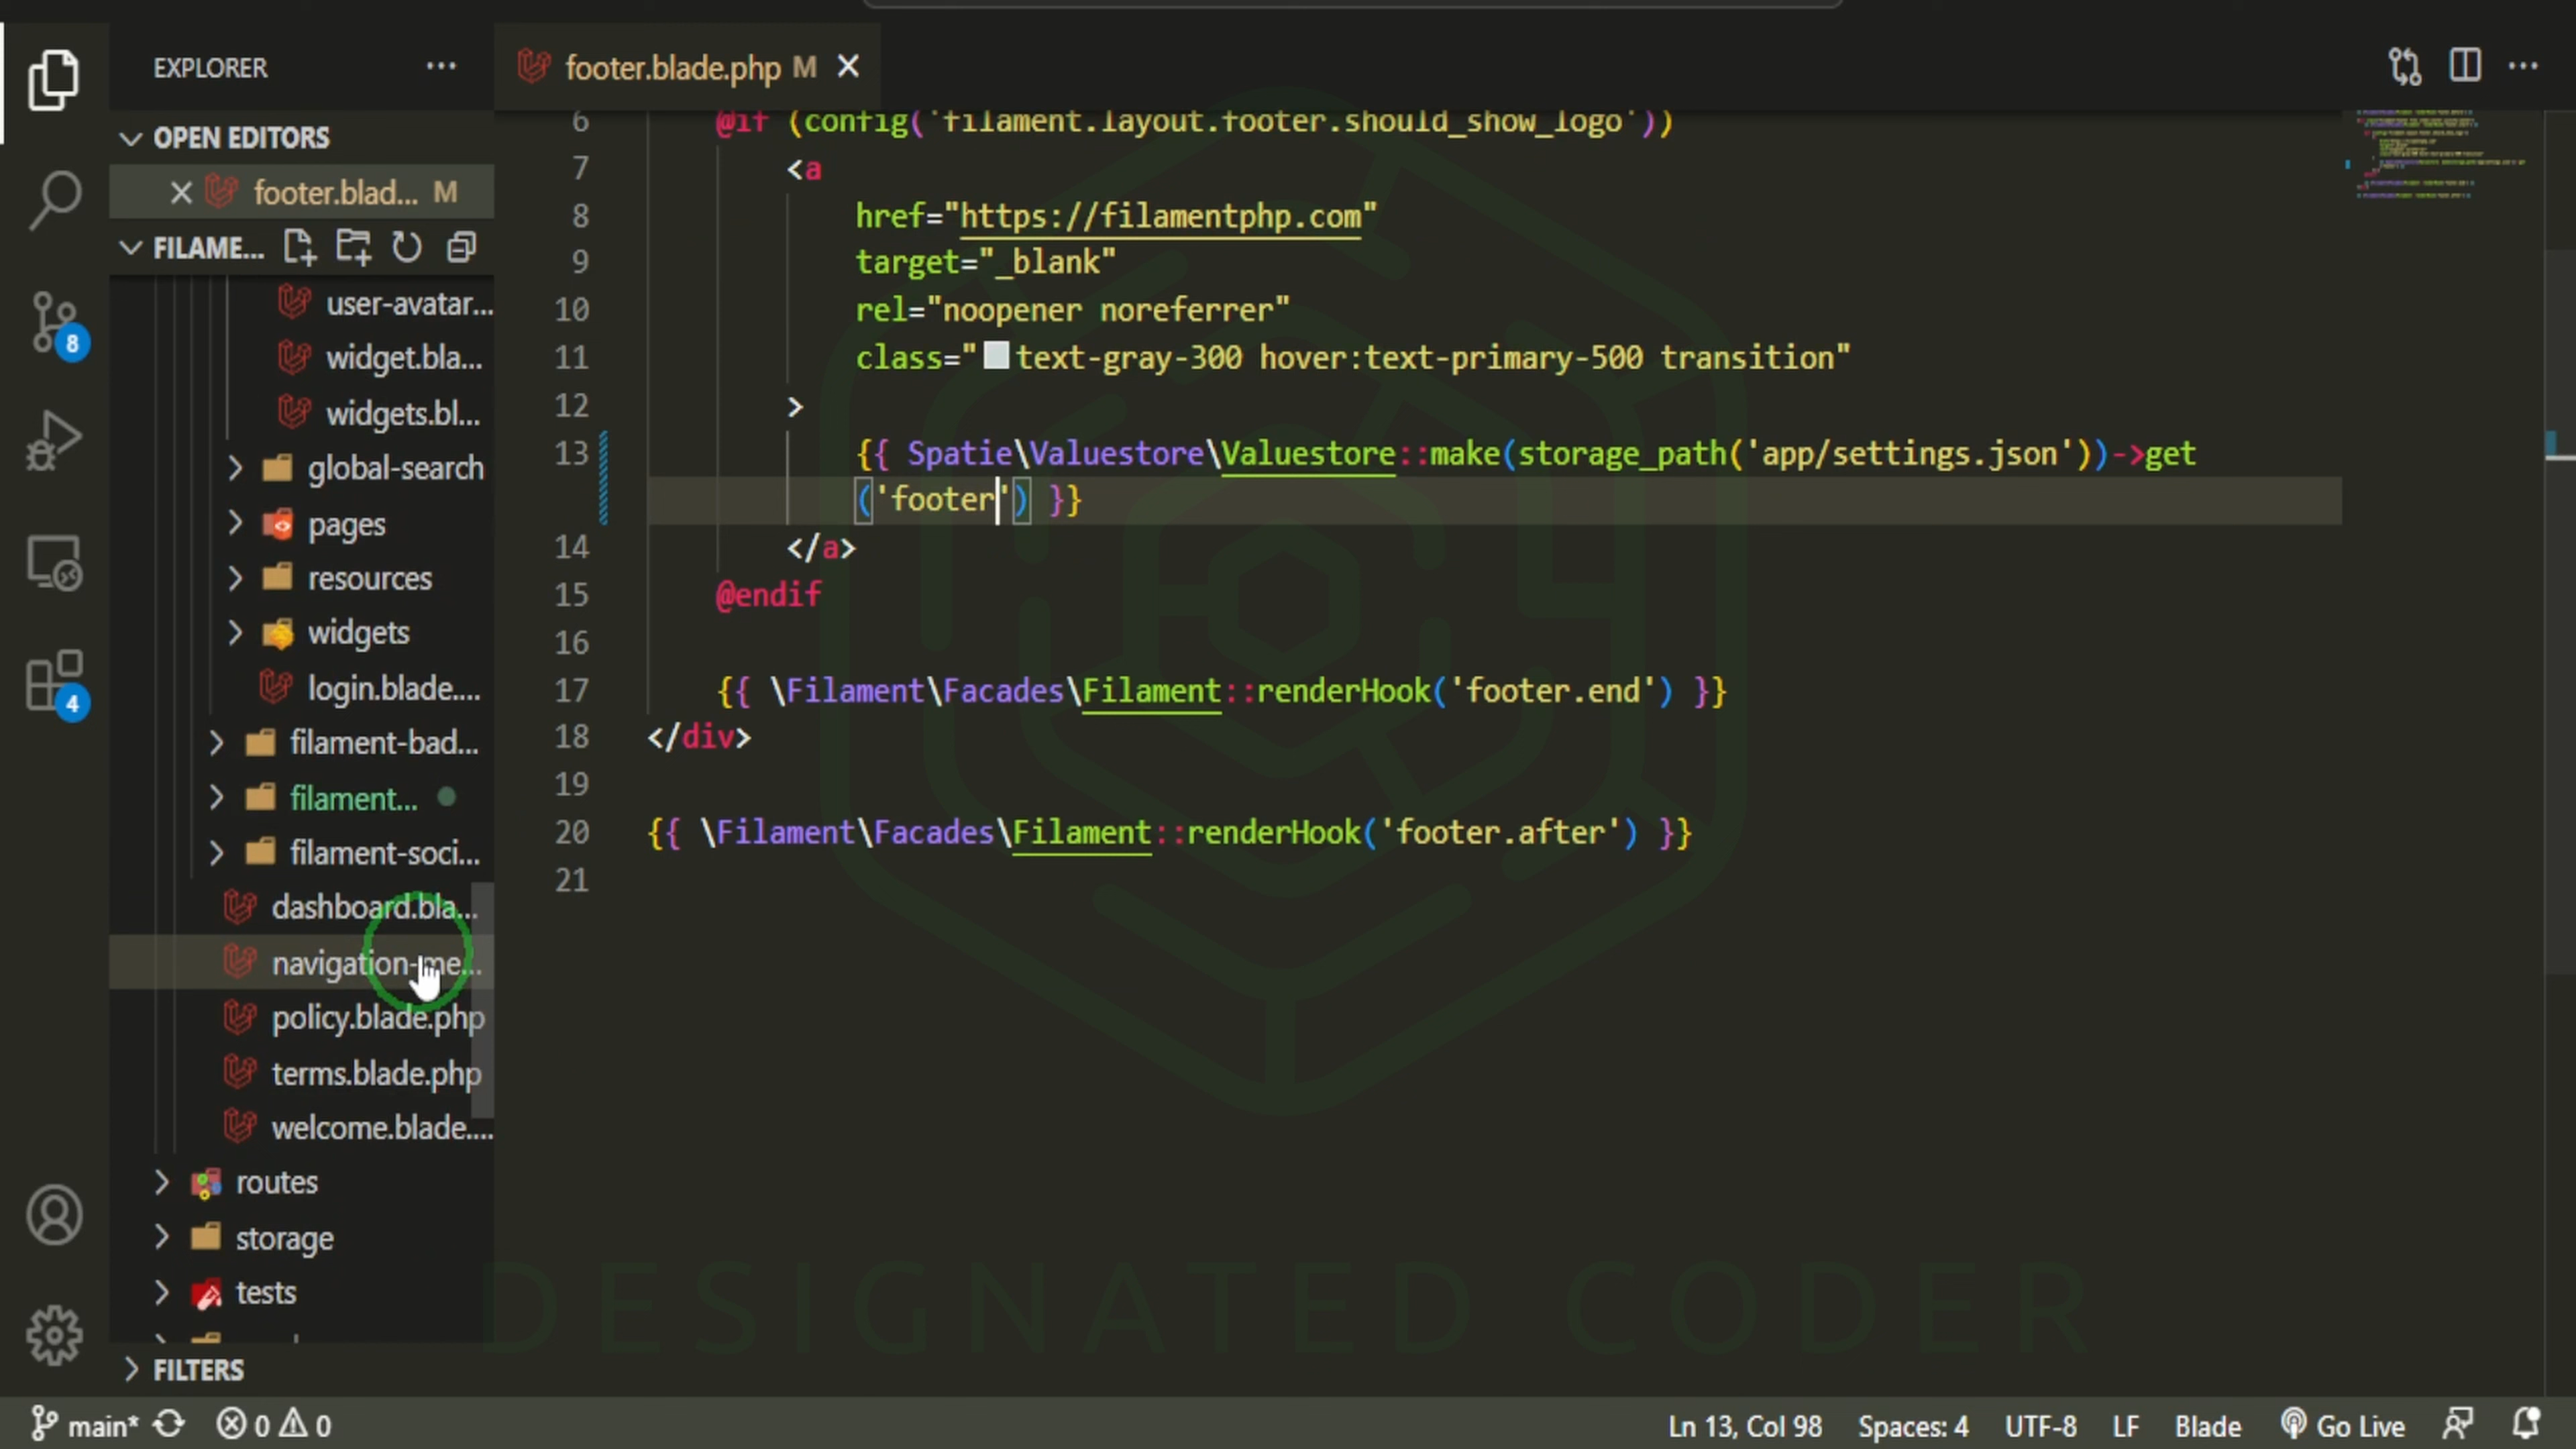 EXPLORER
OPEN EDITORS
footer.blad... M
FILAME...
user-avatar...
widget.bla...
widgets.bl...
global-search
pages
resources
widgets
login.blade....
filament-bad...
filament...
filament-soci...
dashboard.bla...
navigation-me...
policy.blade.php
terms.blade.php
welcome.blade....
routes
storage
tests
FILTERS
8
4
footer.blade.php M
6 @if (config('filament.layout.footer.should_show_logo'))
7 <a
8 href="https://filamentphp.com"
9 target="_blank"
10 rel="noopener noreferrer"
11 class="text-gray-300 hover:text-primary-500 transition"
12 >
13 {{ Spatie\Valuestore\Valuestore::make(storage_path('app/settings.json'))->get
('footer') }}
14 </a>
15 @endif
16
17 {{ \Filament\Facades\Filament::renderHook('footer.end') }}
18 </div>
19
20 {{ \Filament\Facades\Filament::renderHook('footer.after') }}
21
DESIGNATED CODER
main* 0 0 Ln 13, Col 98 Spaces: 4 UTF-8 LF Blade Go Live